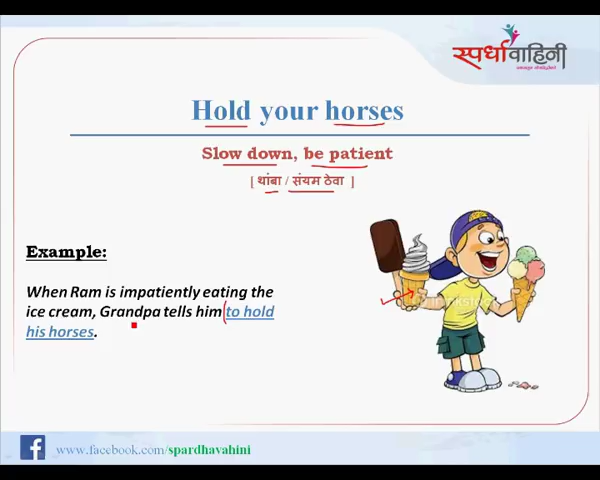 स्पर्धावाहिनी
Hold your horses
Slow down, be patient
[ थांबा / संयम ठेवा ]
Example:
When Ram is impatiently eating the
ice cream, Grandpa tells him to hold
his horses.
www.facebook.com/spardhavahini